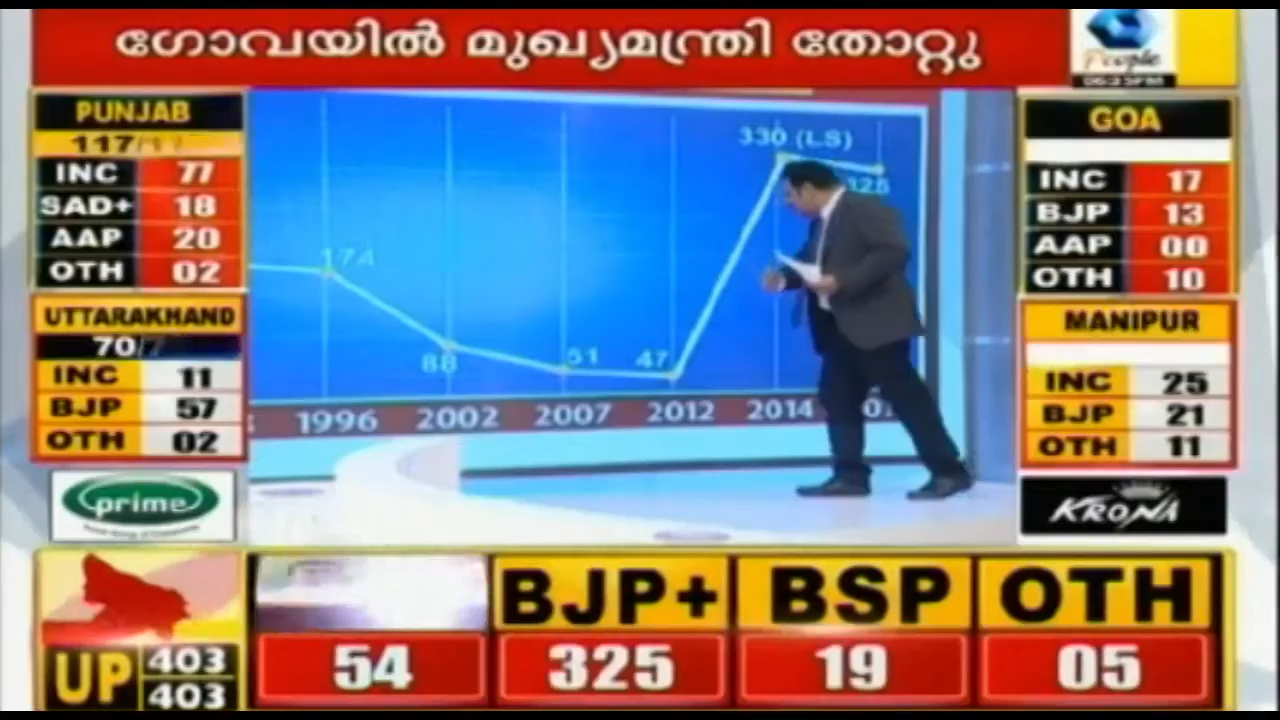 ഗോവയിൽ മുഖ്യമന്ത്രി തോറ്റു
People
PUNJAB
117
INC 77
SAD+ 18
AAP 20
OTH 02
UTTARAKHAND
70/
INC 11
BJP 57
OTH 02
prime
330 (LS)
174
88
51
47
1996 2002 2007 2012 2014
GOA
INC 17
BJP 13
AAP 00
OTH 10
MANIPUR
INC 25
BJP 21
OTH 11
KRONA
UP 403
403
54
BJP+ 325
BSP 19
OTH 05